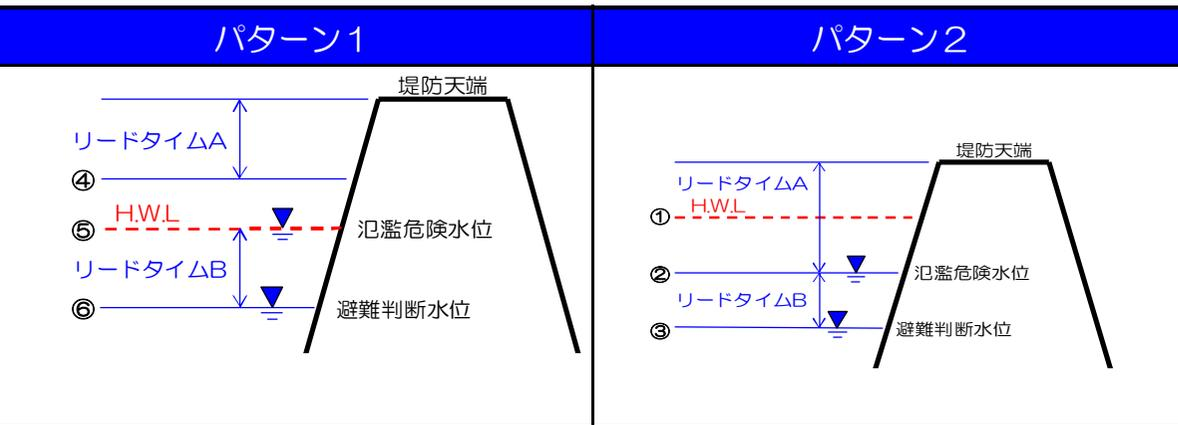 パターン１
パターン２
堤防天端
リードタイムA
④
H.W.L
⑤
氾濫危険水位
リードタイムB
⑥
避難判断水位
堤防天端
リードタイムA
H.W.L
①
②
氾濫危険水位
リードタイムB
③
避難判断水位